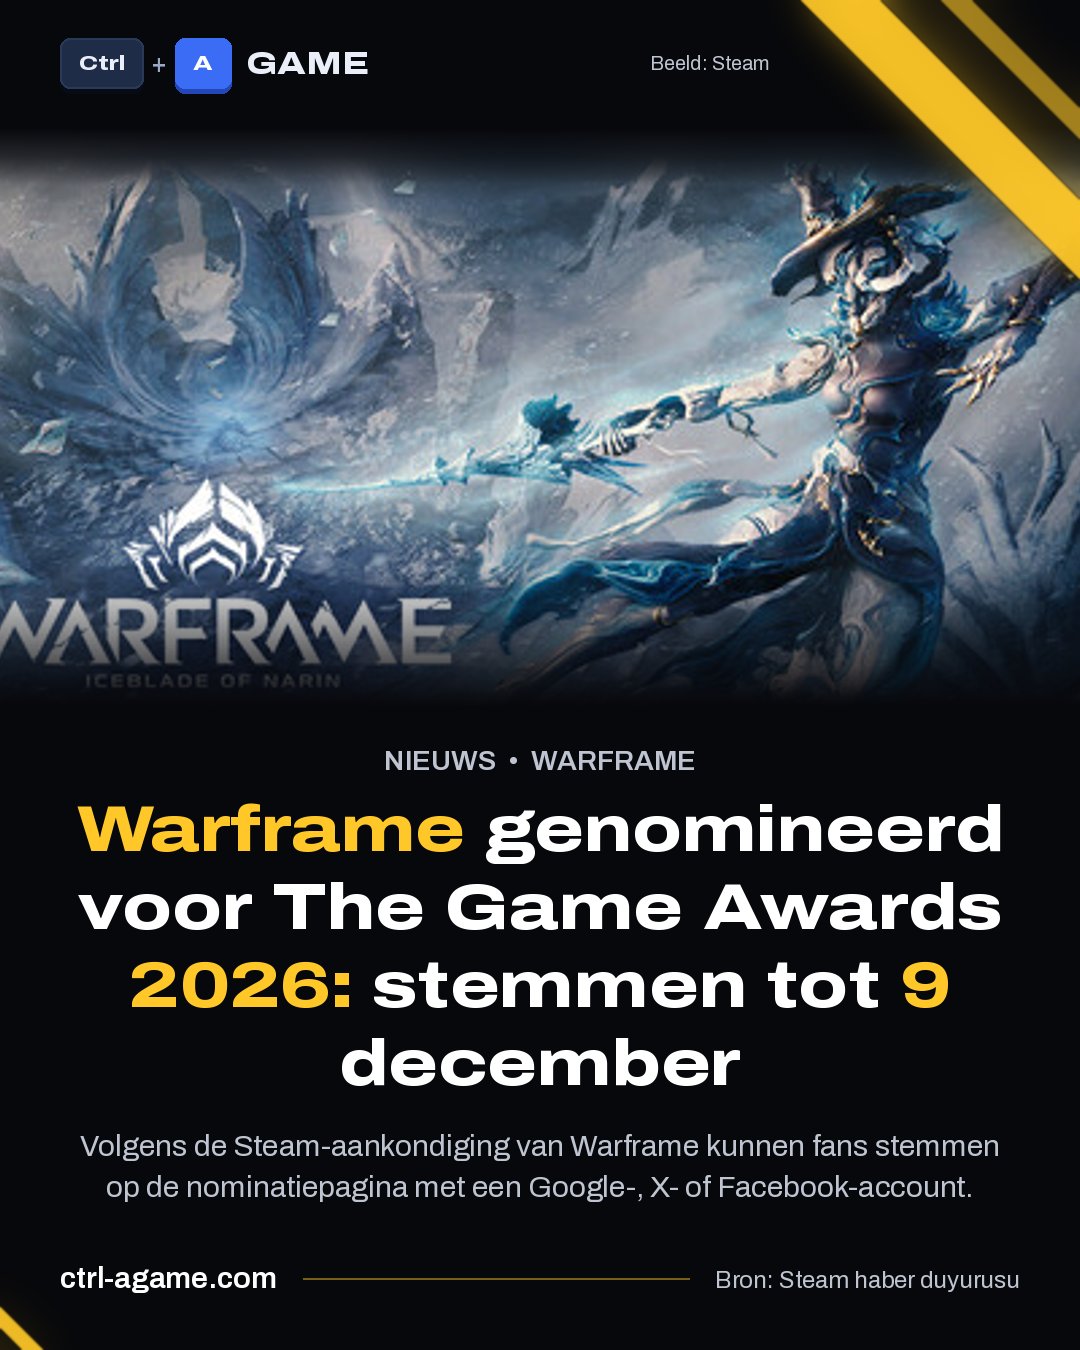 Ctrl + A GAME
Beeld: Steam
WARFRAME
ICEBLADE OF NARIN
NIEUWS • WARFRAME
Warframe genomineerd
voor The Game Awards
2026: stemmen tot 9
december
Volgens de Steam-aankondiging van Warframe kunnen fans stemmen
op de nominatiepagina met een Google-, X- of Facebook-account.
ctrl-agame.com
Bron: Steam haber duyurusu